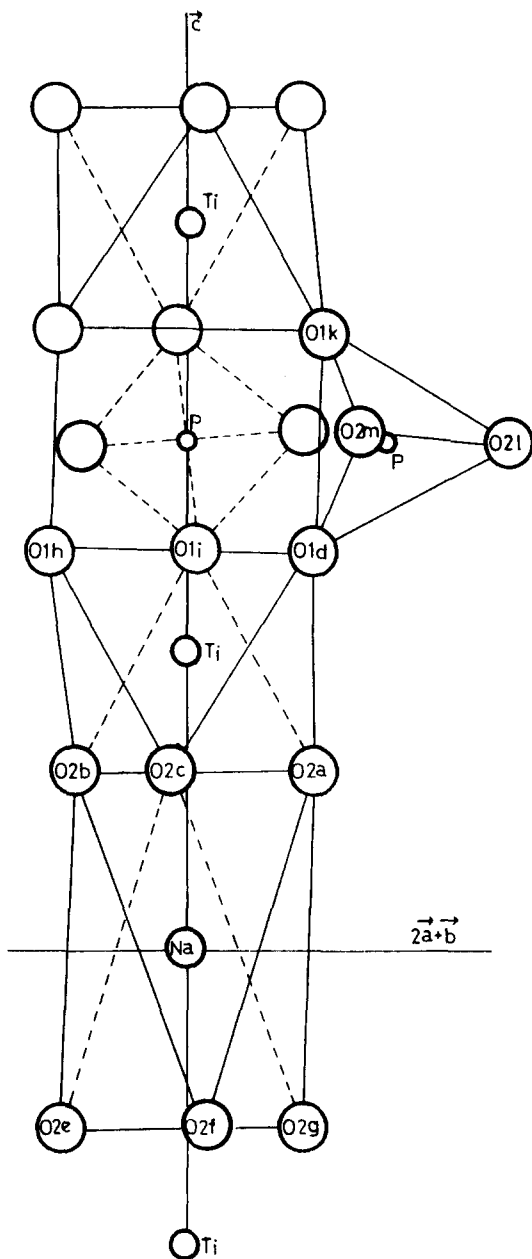 c
Ti
O1k
P
O2m
O2l
P
O1h
O1i
O1d
Ti
O2b
O2c
O2a
Na
2a+b
O2e
O2f
O2g
Ti